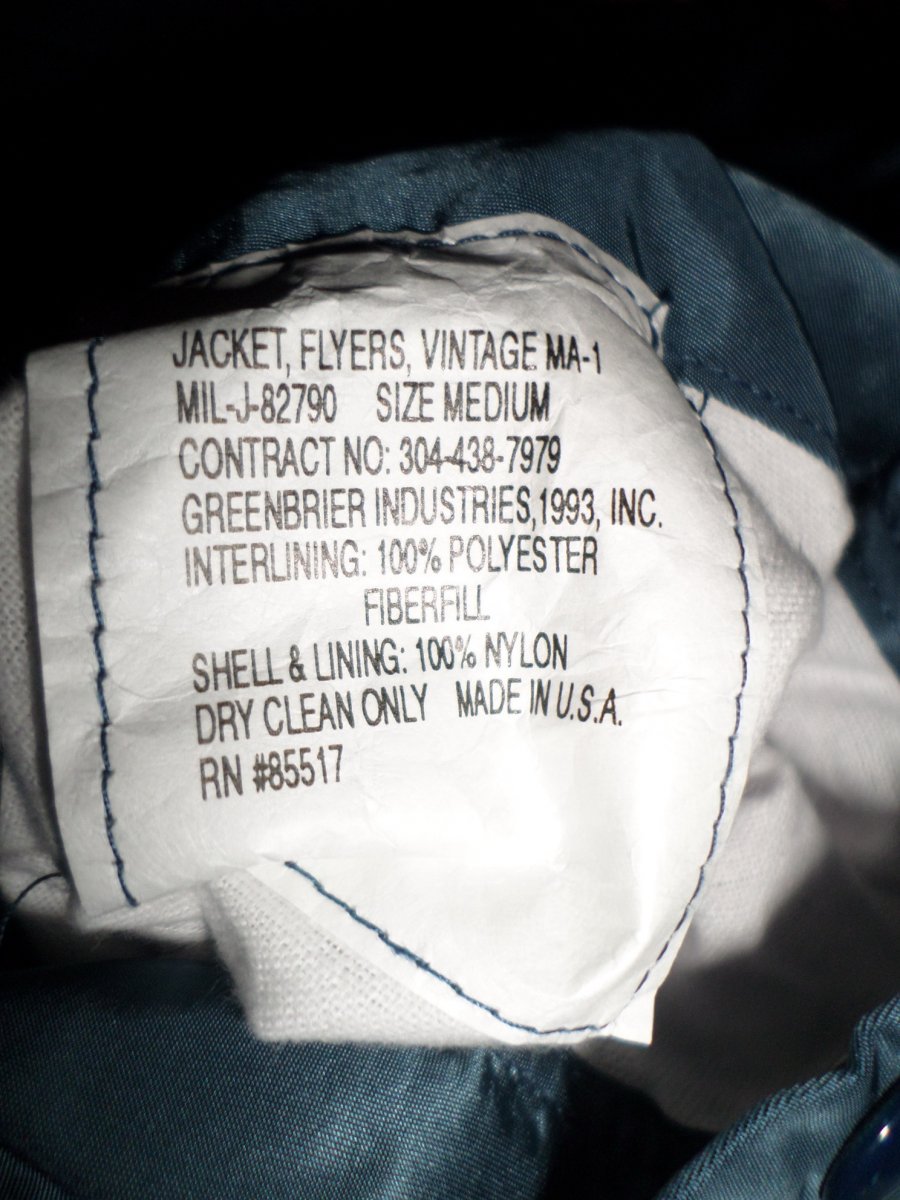 JACKET, FLYERS, VINTAGE MA-1
MIL-J-82790 SIZE MEDIUM
CONTRACT NO: 304-438-7979
GREENBRIER INDUSTRIES,1993, INC.
INTERLINING: 100% POLYESTER
FIBERFILL
SHELL & LINING: 100% NYLON
DRY CLEAN ONLY MADE IN U.S.A.
RN #85517